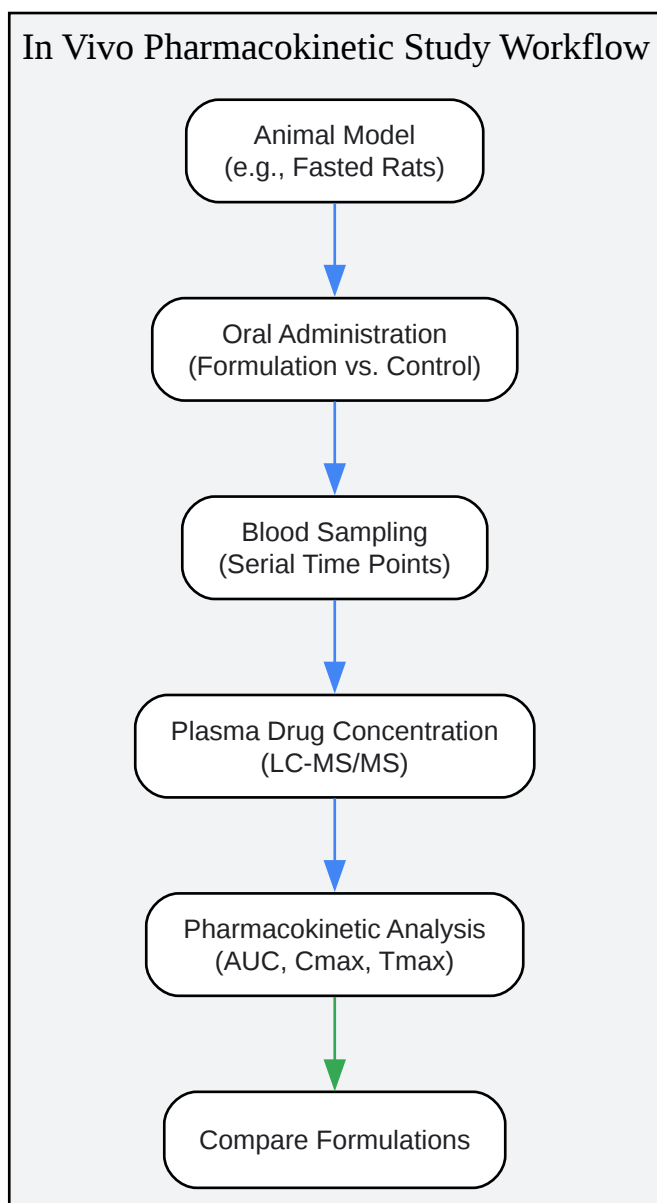 In Vivo Pharmacokinetic Study Workflow
Animal Model
(e.g., Fasted Rats)
Oral Administration
(Formulation vs. Control)
Blood Sampling
(Serial Time Points)
Plasma Drug Concentration
(LC-MS/MS)
Pharmacokinetic Analysis
(AUC, Cmax, Tmax)
Compare Formulations